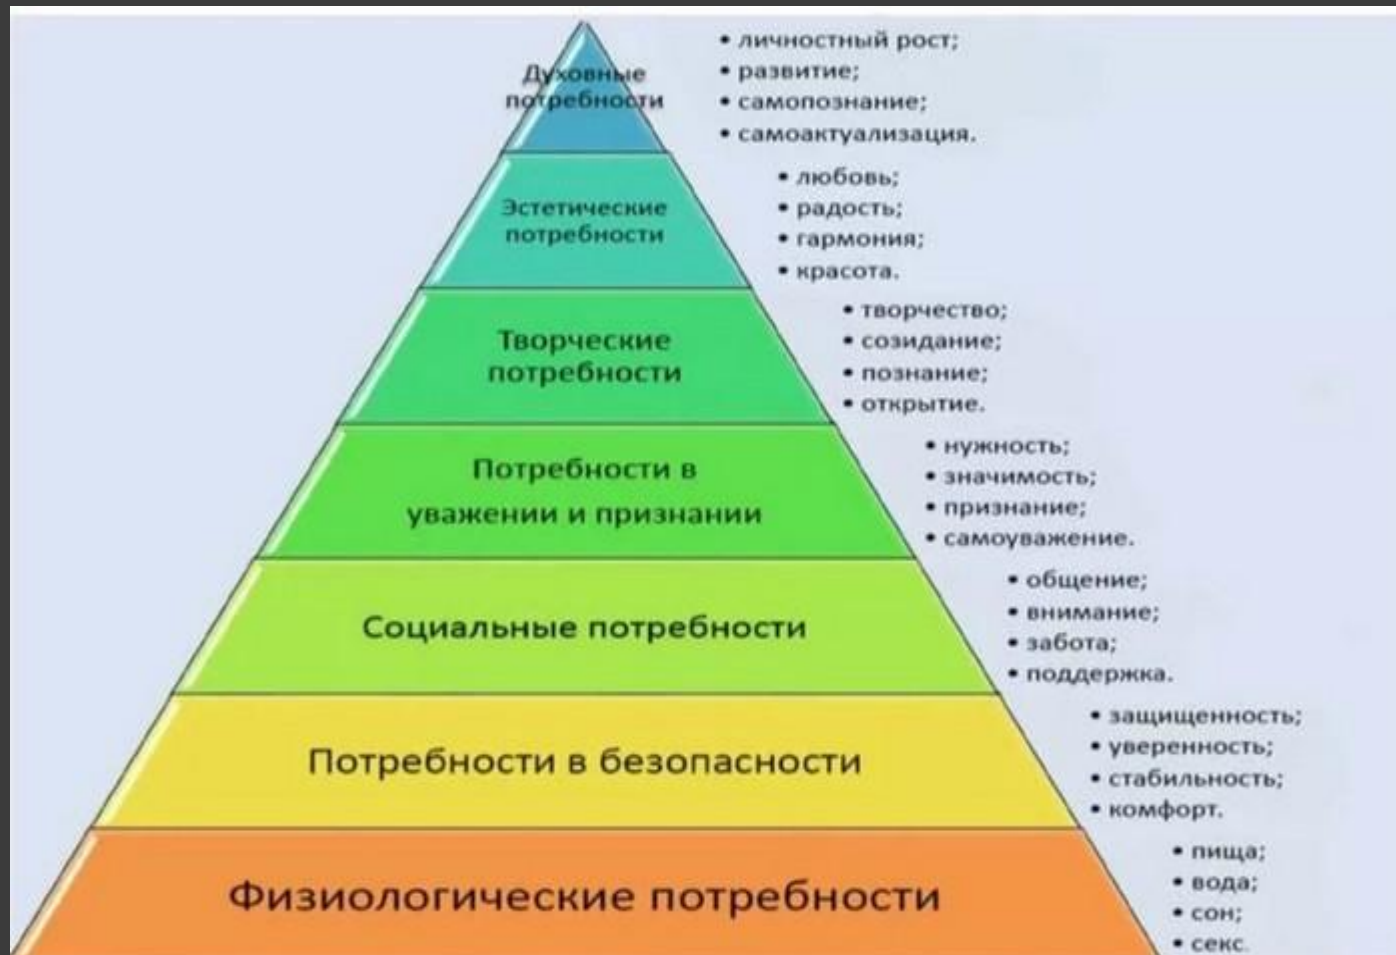 Духовные
потребности
• личностный рост;
• развитие;
• самопознание;
• самоактуализация.
Эстетические
потребности
• любовь;
• радость;
• гармония;
• красота.
Творческие
потребности
• творчество;
• созидание;
• познание;
• открытие.
Потребности в
уважении и признании
• нужность;
• значимость;
• признание;
• самоуважение.
Социальные потребности
• общение;
• внимание;
• забота;
• поддержка.
Потребности в безопасности
• защищенность;
• уверенность;
• стабильность;
• комфорт.
Физиологические потребности
• пища;
• вода;
• сон;
• секс.